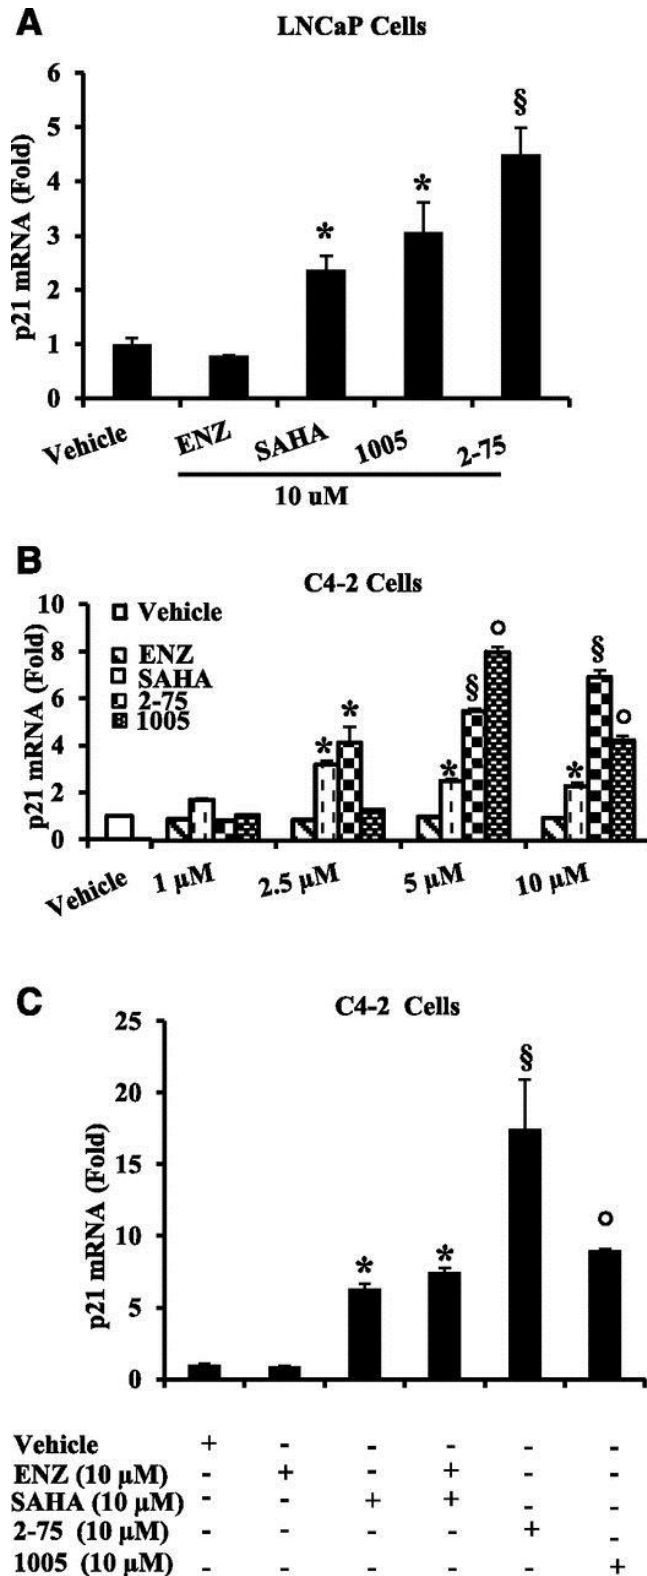 A
LNCaP Cells
p21 mRNA (Fold)
6
5
4
3
2
1
0
*
*
§
Vehicle
ENZ
SAHA
1005
2-75
10 uM
B
C4-2 Cells
p21 mRNA (Fold)
10
8
6
4
2
0
Vehicle
ENZ
SAHA
2-75
1005
* * § o * § o
*
Vehicle
1 µM
2.5 µM
5 µM
10 µM
C
C4-2 Cells
p21 mRNA (Fold)
25
20
15
10
5
0
*
*
§
o
Vehicle + - - - - -
ENZ (10 µM) - + - + - -
SAHA (10 µM) - - + + - -
2-75 (10 µM) - - - - + -
1005 (10 µM) - - - - - +